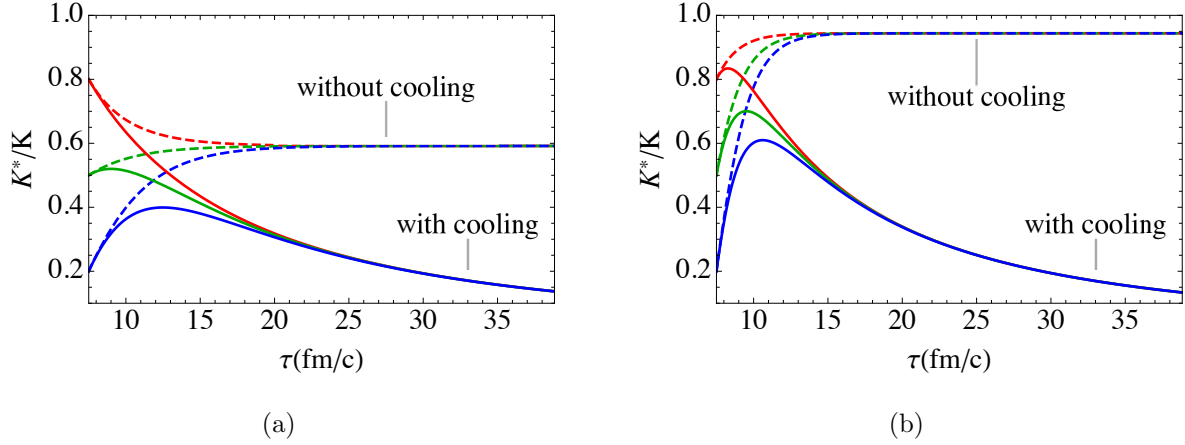 1.0
0.8
0.6
0.4
0.2
K*/K
without cooling
with cooling
10 15 20 25 30 35
τ(fm/c)
(a)
1.0
0.8
0.6
0.4
0.2
K*/K
without cooling
with cooling
10 15 20 25 30 35
τ(fm/c)
(b)